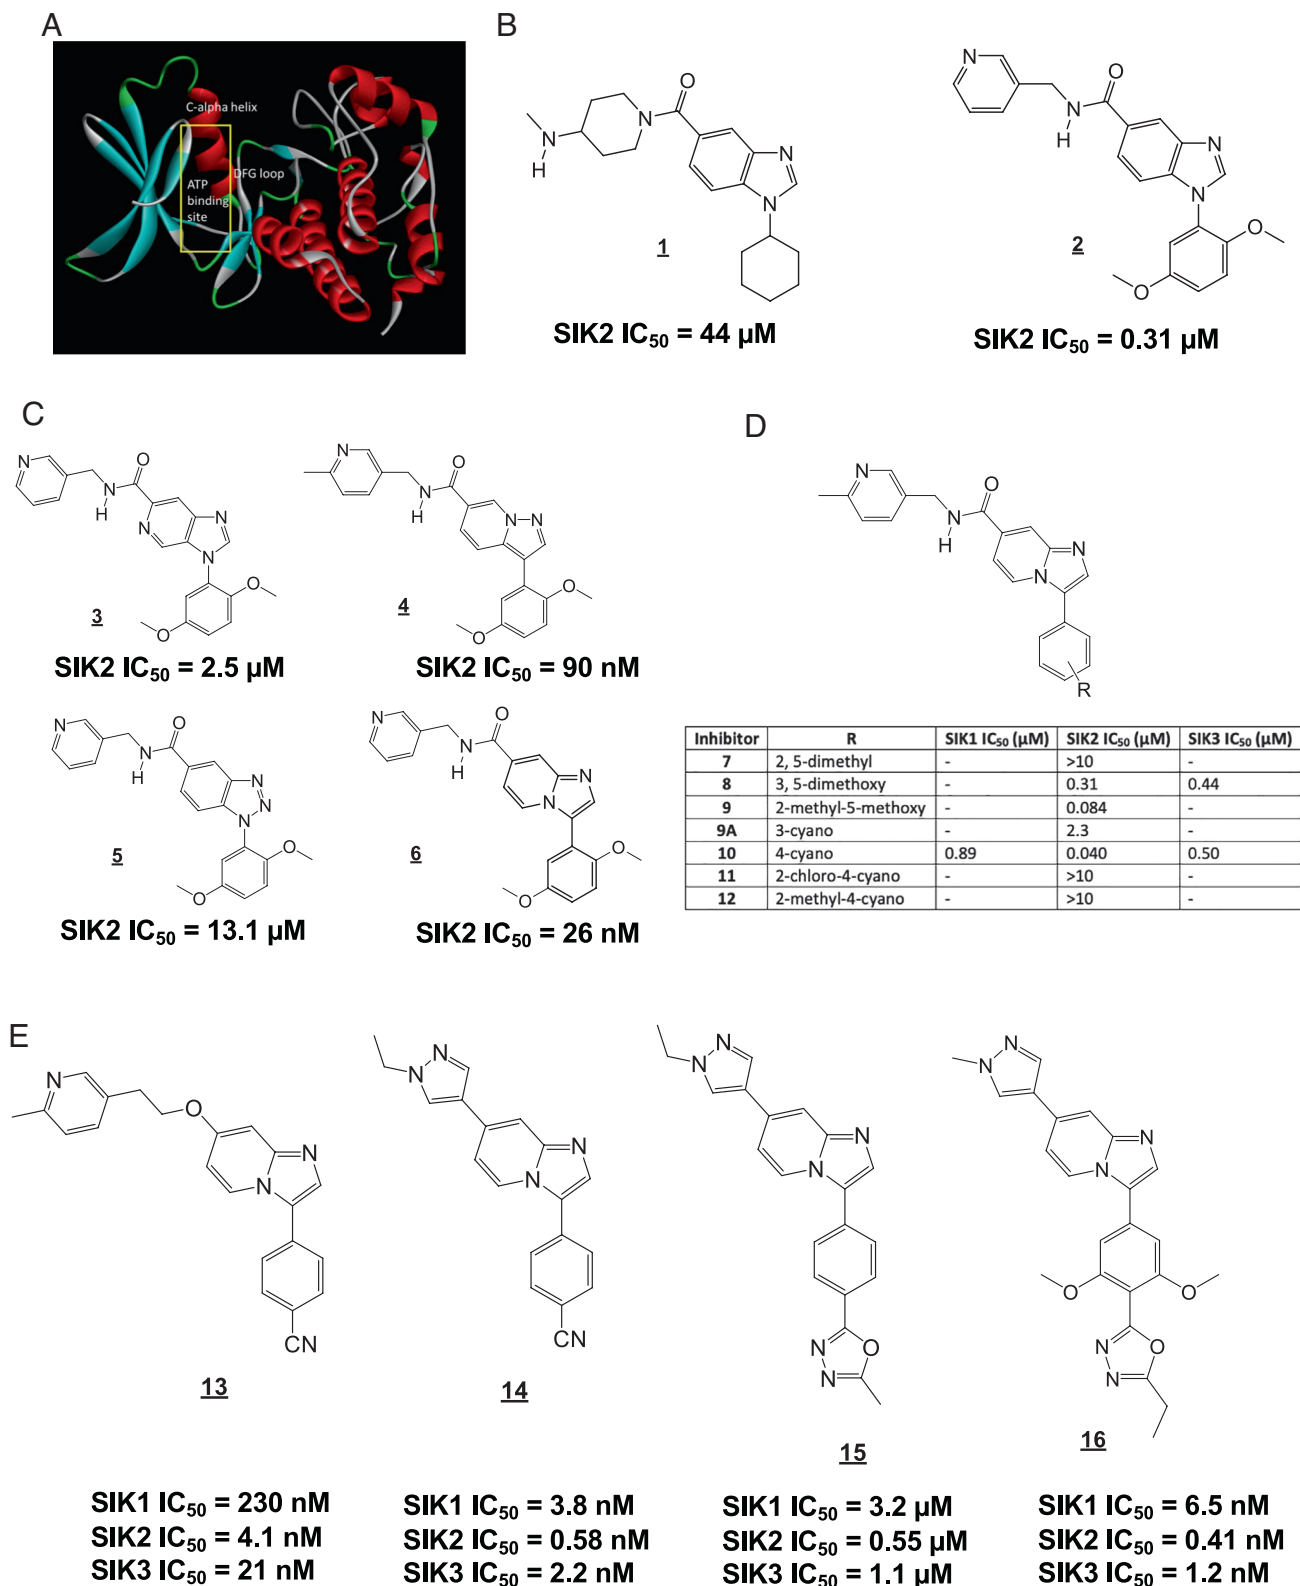 A
C-alpha helix
DFG loop
ATP
binding
site
B
N
H
N
O
N
N
1
SIK2 IC50 = 44 µM
N
N
H
O
N
N
O
O
2
SIK2 IC50 = 0.31 µM
C
N
N
H
O
N
N
N
O
O
3
SIK2 IC50 = 2.5 µM
N
N
H
O
N
N
O
O
4
SIK2 IC50 = 90 nM
N
N
H
O
N
N
N
O
O
5
SIK2 IC50 = 13.1 µM
N
N
H
O
N
N
O
O
6
SIK2 IC50 = 26 nM
D
N
N
H
O
N
N
R
Inhibitor R SIK1 IC50 (µM) SIK2 IC50 (µM) SIK3 IC50 (µM)
7 2, 5-dimethyl - >10 -
8 3, 5-dimethoxy - 0.31 0.44
9 2-methyl-5-methoxy - 0.084 -
9A 3-cyano - 2.3 -
10 4-cyano 0.89 0.040 0.50
11 2-chloro-4-cyano - >10 -
12 2-methyl-4-cyano - >10 -
E
N
O
N
N
CN
13
SIK1 IC50 = 230 nM
SIK2 IC50 = 4.1 nM
SIK3 IC50 = 21 nM
N
N
N
N
CN
14
SIK1 IC50 = 3.8 nM
SIK2 IC50 = 0.58 nM
SIK3 IC50 = 2.2 nM
N
N
N
N
N
O
N
15
SIK1 IC50 = 3.2 µM
SIK2 IC50 = 0.55 µM
SIK3 IC50 = 1.1 µM
N
N
N
N
O
O
N
O
N
16
SIK1 IC50 = 6.5 nM
SIK2 IC50 = 0.41 nM
SIK3 IC50 = 1.2 nM